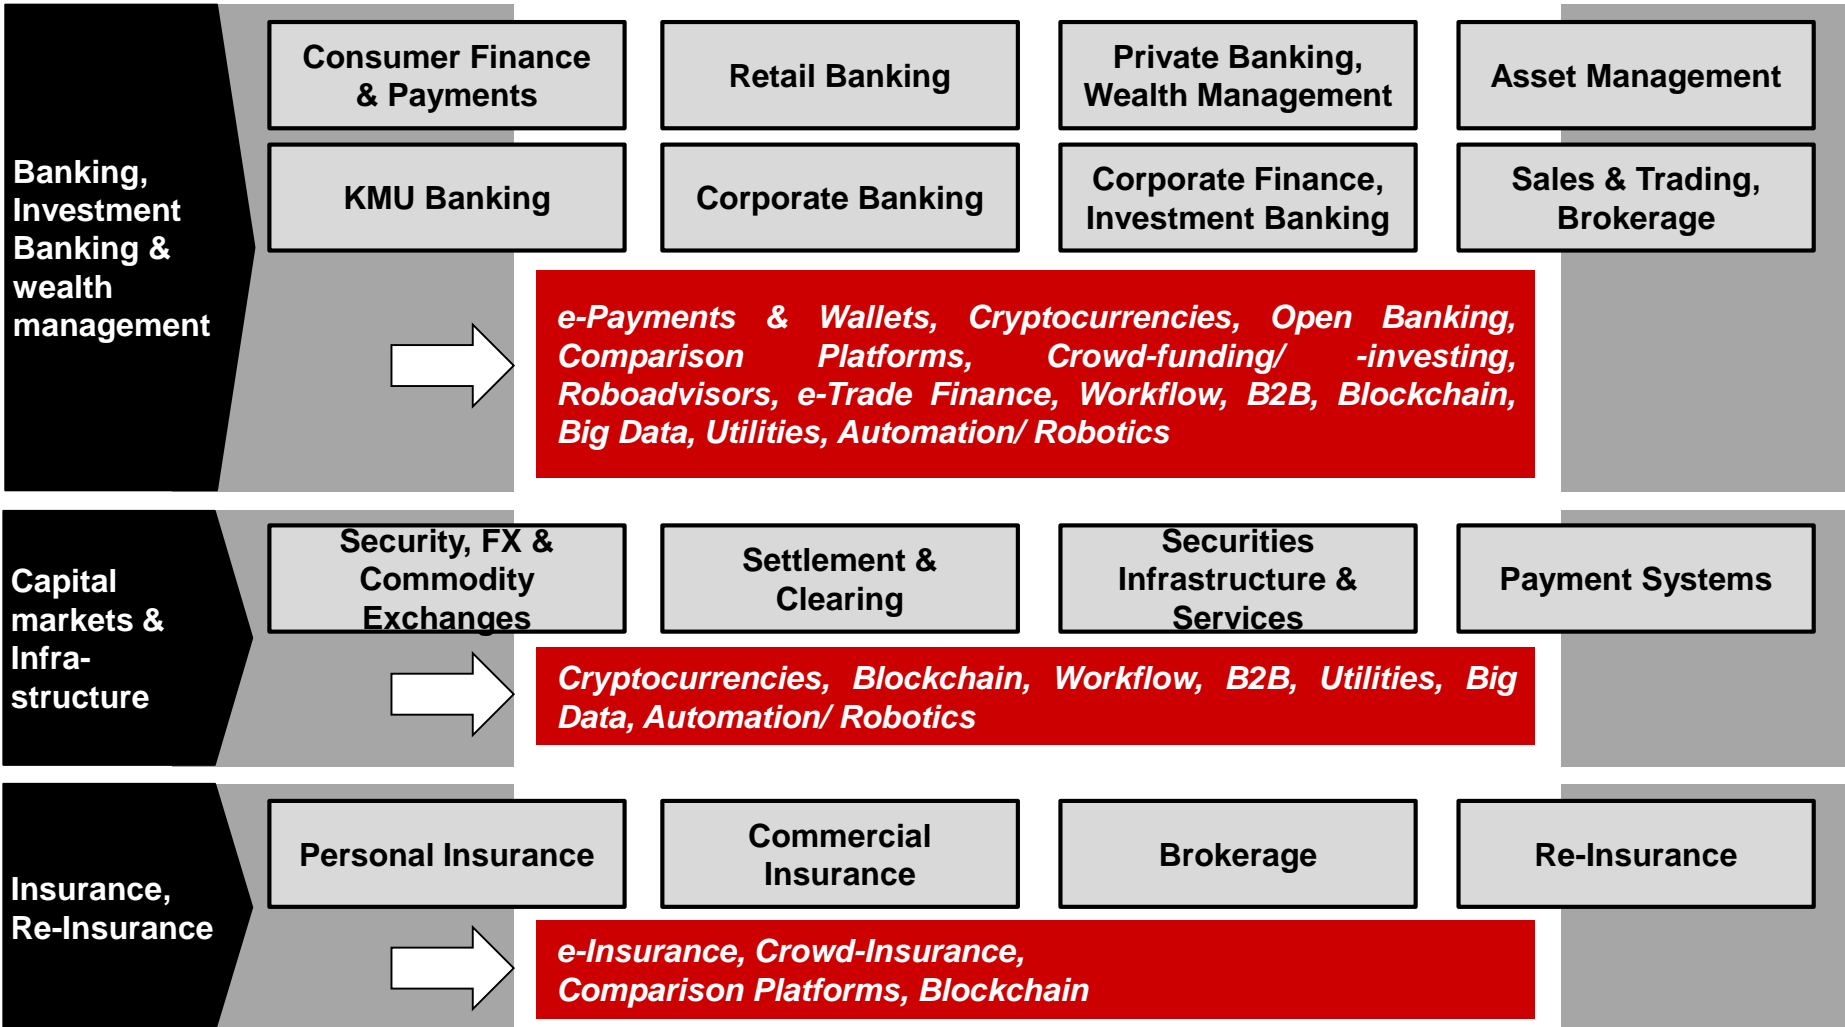 Banking,
Investment
Banking &
wealth
management
Consumer Finance
& Payments
Retail Banking
Private Banking,
Wealth Management
Asset Management
KMU Banking
Corporate Banking
Corporate Finance,
Investment Banking
Sales & Trading,
Brokerage
e-Payments & Wallets, Cryptocurrencies, Open Banking,
Comparison Platforms, Crowd-funding/ -investing,
Roboadvisors, e-Trade Finance, Workflow, B2B, Blockchain,
Big Data, Utilities, Automation/ Robotics
Capital
markets &
Infra-
structure
Security, FX &
Commodity
Exchanges
Settlement &
Clearing
Securities
Infrastructure &
Services
Payment Systems
Cryptocurrencies, Blockchain, Workflow, B2B, Utilities, Big
Data, Automation/ Robotics
Insurance,
Re-Insurance
Personal Insurance
Commercial
Insurance
Brokerage
Re-Insurance
e-Insurance, Crowd-Insurance,
Comparison Platforms, Blockchain